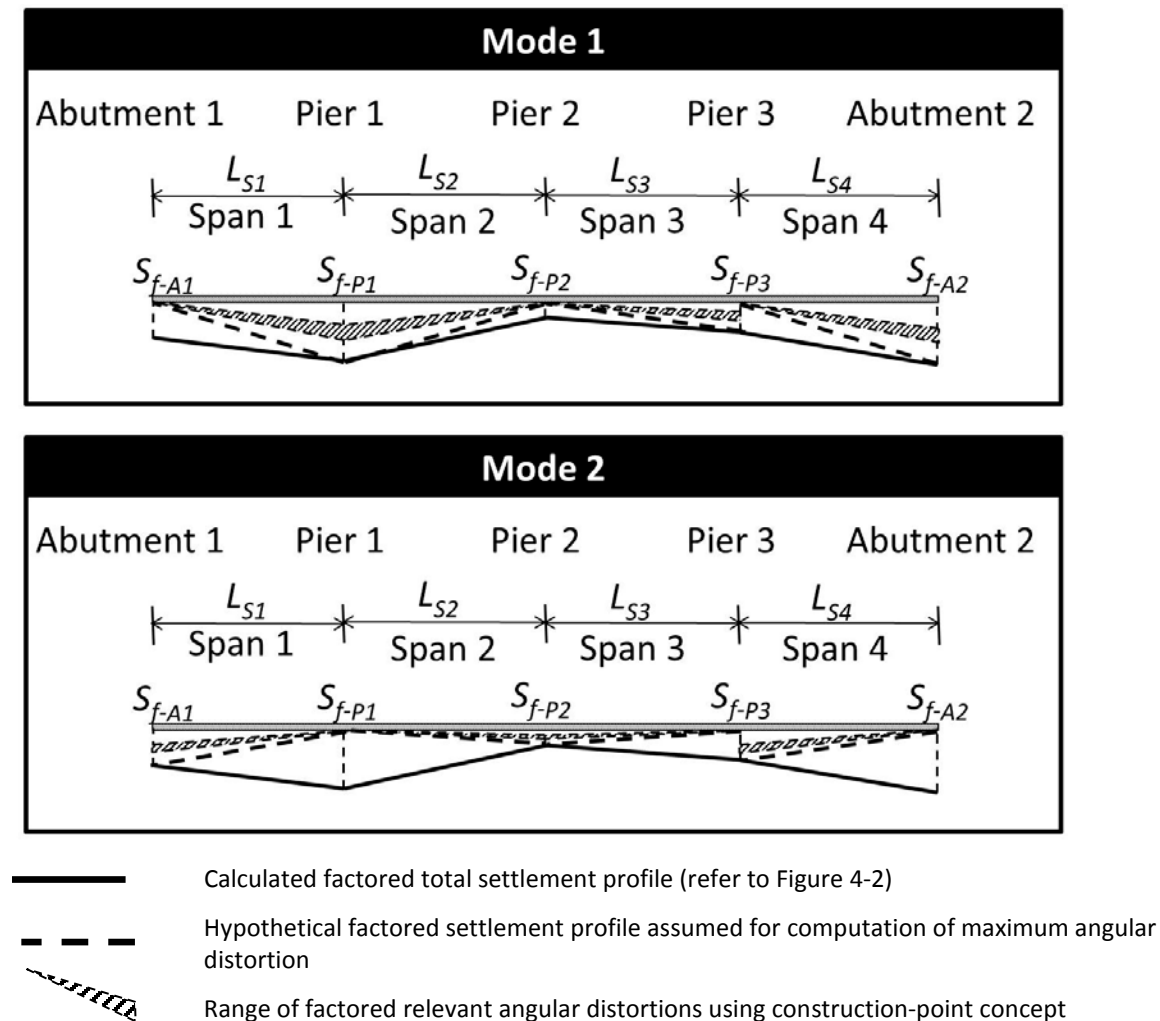 Mode 1
Abutment 1 Pier 1 Pier 2 Pier 3 Abutment 2
L_S1 L_S2 L_S3 L_S4
Span 1 Span 2 Span 3 Span 4
S_f-A1 S_f-P1 S_f-P2 S_f-P3 S_f-A2
Mode 2
Abutment 1 Pier 1 Pier 2 Pier 3 Abutment 2
L_S1 L_S2 L_S3 L_S4
Span 1 Span 2 Span 3 Span 4
S_f-A1 S_f-P1 S_f-P2 S_f-P3 S_f-A2
Calculated factored total settlement profile (refer to Figure 4-2)
Hypothetical factored settlement profile assumed for computation of maximum angular
distortion
Range of factored relevant angular distortions using construction-point concept